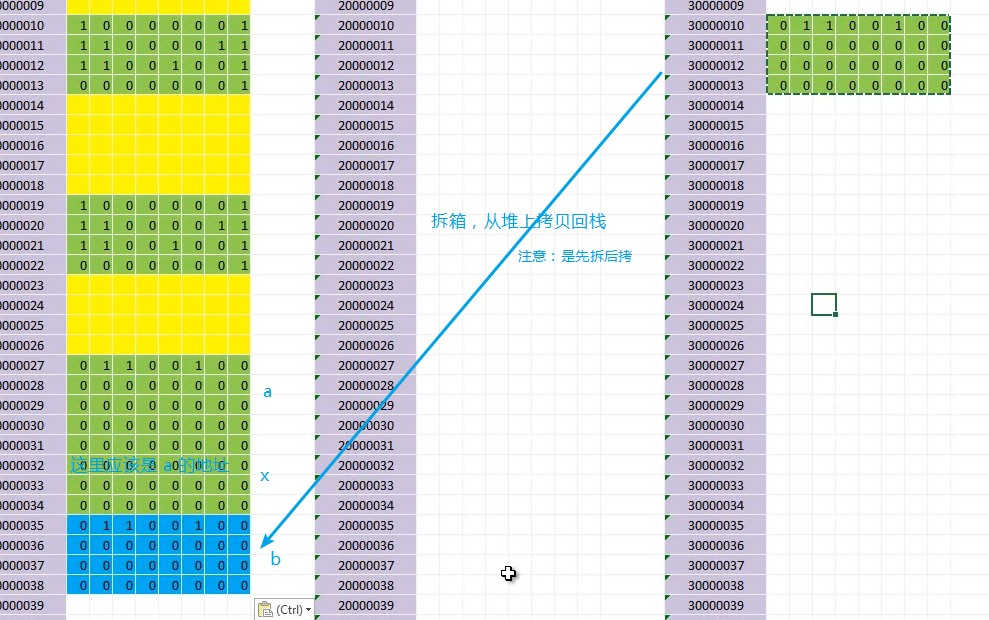 0000009 20000009 30000009
0000010 1 0 0 0 0 0 0 1 20000010 30000010 0 1 1 0 0 1 0 0
0000011 1 1 0 0 0 0 1 1 20000011 30000011 0 0 0 0 0 0 0 0
0000012 1 1 0 0 1 0 0 1 20000012 30000012 0 0 0 0 0 0 0 0
0000013 0 0 0 0 0 0 0 1 20000013 30000013 0 0 0 0 0 0 0 0
0000014 20000014 30000014
0000015 20000015 30000015
0000016 20000016 30000016
0000017 20000017 30000017
0000018 20000018 30000018
0000019 1 0 0 0 0 0 0 1 20000019 30000019
0000020 1 1 0 0 0 0 1 1 20000020 30000020
拆箱，从堆上拷贝回栈
0000021 1 1 0 0 1 0 0 1 20000021 30000021
注意：是先拆后拷
0000022 0 0 0 0 0 0 0 1 20000022 30000022
0000023 20000023 30000023
0000024 20000024 30000024
0000025 20000025 30000025
0000026 20000026 30000026
0000027 0 1 1 0 0 1 0 0 20000027 30000027
0000028 0 0 0 0 0 0 0 0 20000028 30000028
a
0000029 0 0 0 0 0 0 0 0 20000029 30000029
0000030 0 0 0 0 0 0 0 0 20000030 30000030
0000031 0 0 0 0 0 0 0 0 20000031 30000031
0000032 这里应该是 a 的地址 0 20000032 30000032
x
0000033 0 0 0 0 0 0 0 0 20000033 30000033
0000034 0 0 0 0 0 0 0 0 20000034 30000034
0000035 0 1 1 0 0 1 0 0 20000035 30000035
0000036 0 0 0 0 0 0 0 0 20000036 30000036
b
0000037 0 0 0 0 0 0 0 0 20000037 30000037
0000038 0 0 0 0 0 0 0 0 20000038 30000038
0000039 (Ctrl) 20000039 30000039